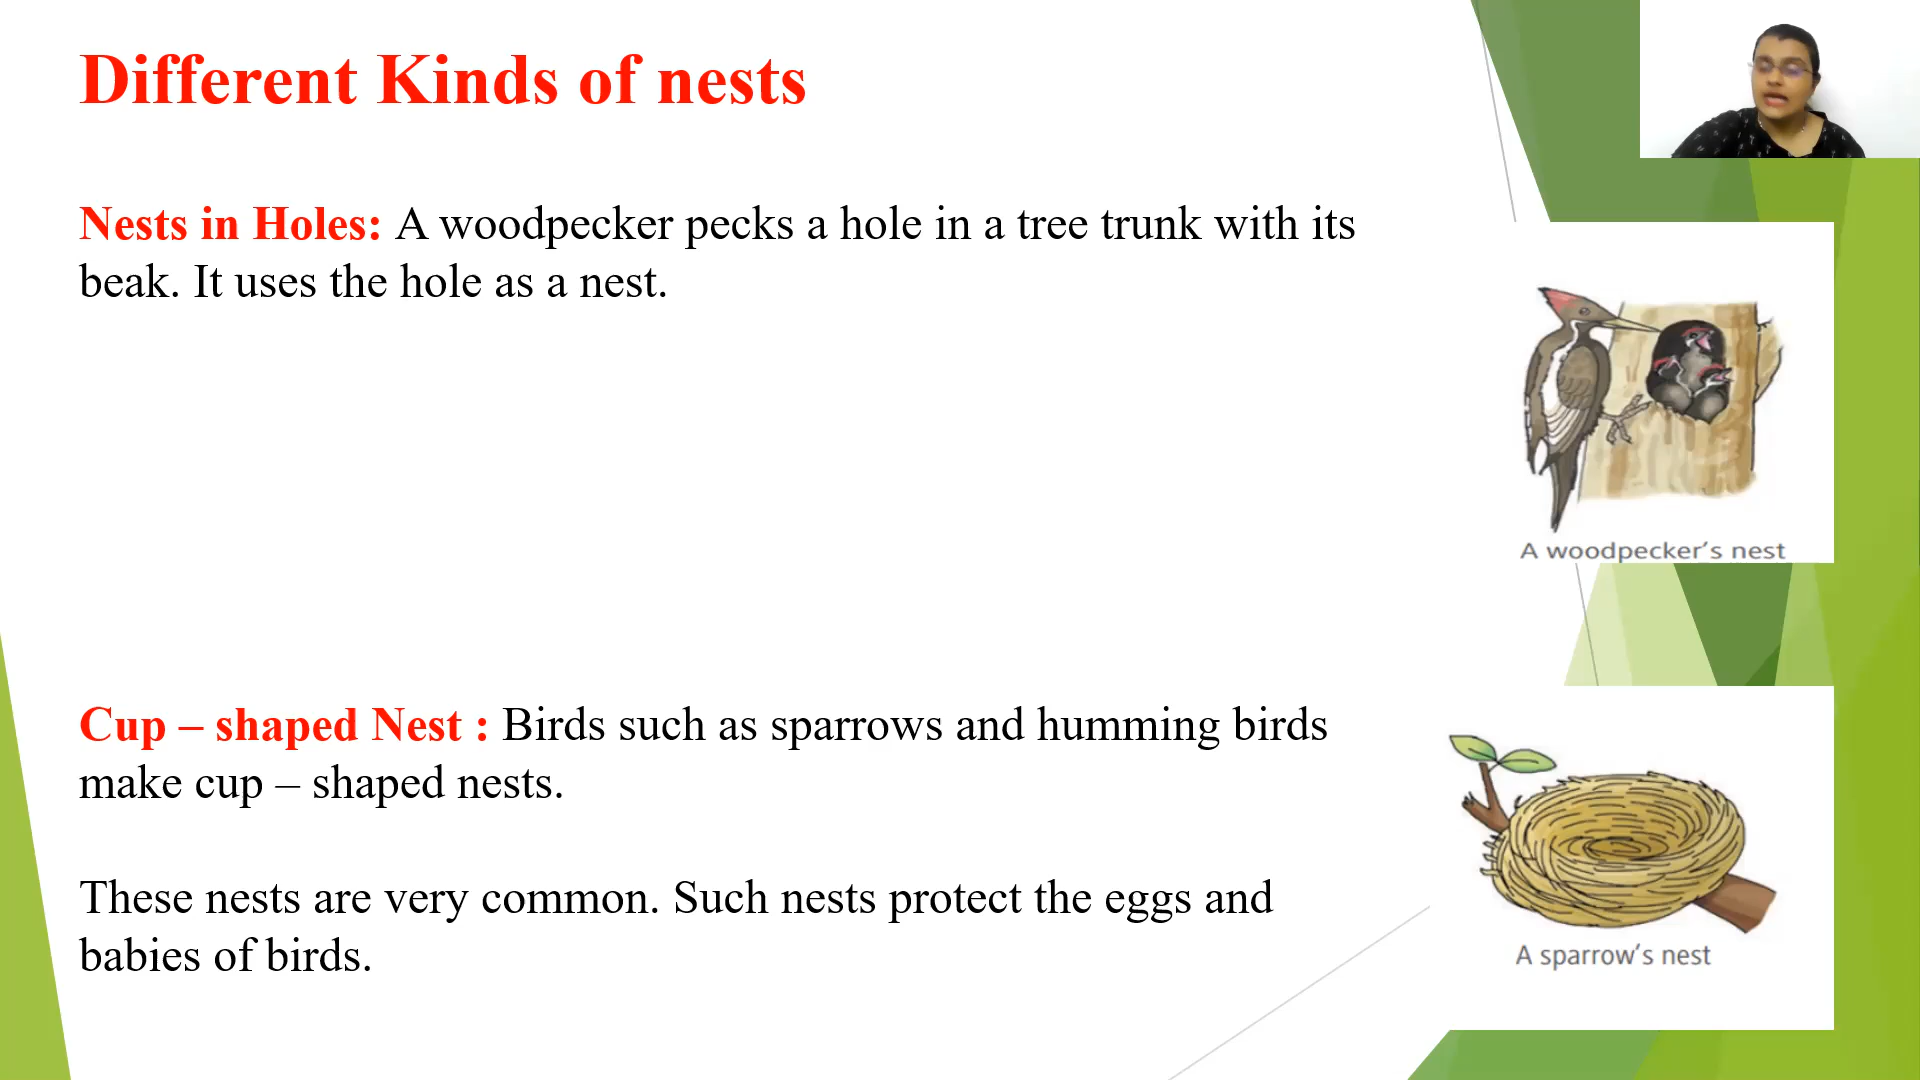 Different Kinds of nests
Nests in Holes: A woodpecker pecks a hole in a tree trunk with its
beak. It uses the hole as a nest.
A woodpecker's nest
Cup – shaped Nest : Birds such as sparrows and humming birds
make cup – shaped nests.
These nests are very common. Such nests protect the eggs and
babies of birds.
A sparrow's nest